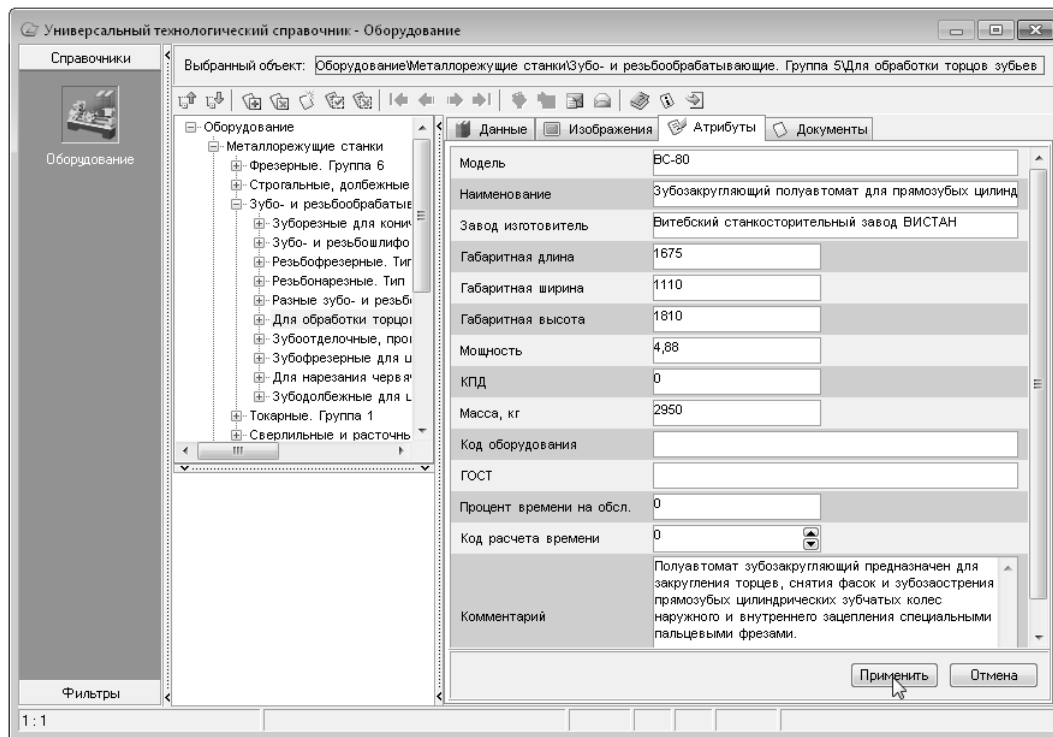 Универсальный технологический справочник - Оборудование
Справочники
Оборудование
Фильтры
Выбранный объект: Оборудование\Металлорежущие станки\Зубо- и резьбообрабатывающие. Группа 5\Для обработки торцов зубьев
Оборудование
Металлорежущие станки
Фрезерные. Группа 6
Строгальные, долбежные
Зубо- и резьбообрабатыв
Зуборезные для кони
Зубо- и резьбошлифо
Резьбофрезерные. Тип
Резьбонарезные. Тип
Разные зубо- и резьб
Для обработки торцо
Зубоотделочные, про
Зубофрезерные для ц
Для нарезания червя
Зубодолбежные для ц
Токарные. Группа 1
Сверлильные и расточнь
Данные Изображения Атрибуты Документы
Модель BC-80
Наименование Зубозакругляющий полуавтомат для прямозубых цилинд
Завод изготовитель Витебский станкосторительный завод ВИСТАН
Габаритная длина 1675
Габаритная ширина 1110
Габаритная высота 1810
Мощность 4,88
КПД 0
Масса, кг 2950
Код оборудования
ГОСТ
Процент времени на обсл. 0
Код расчета времени 0
Комментарий
Полуавтомат зубозакругляющий предназначен для
закругления торцев, снятия фасок и зубозаострения
прямозубых цилиндрических зубчатых колес
наружного и внутреннего зацепления специальными
пальцевыми фрезами.
Применить Отмена
1 : 1